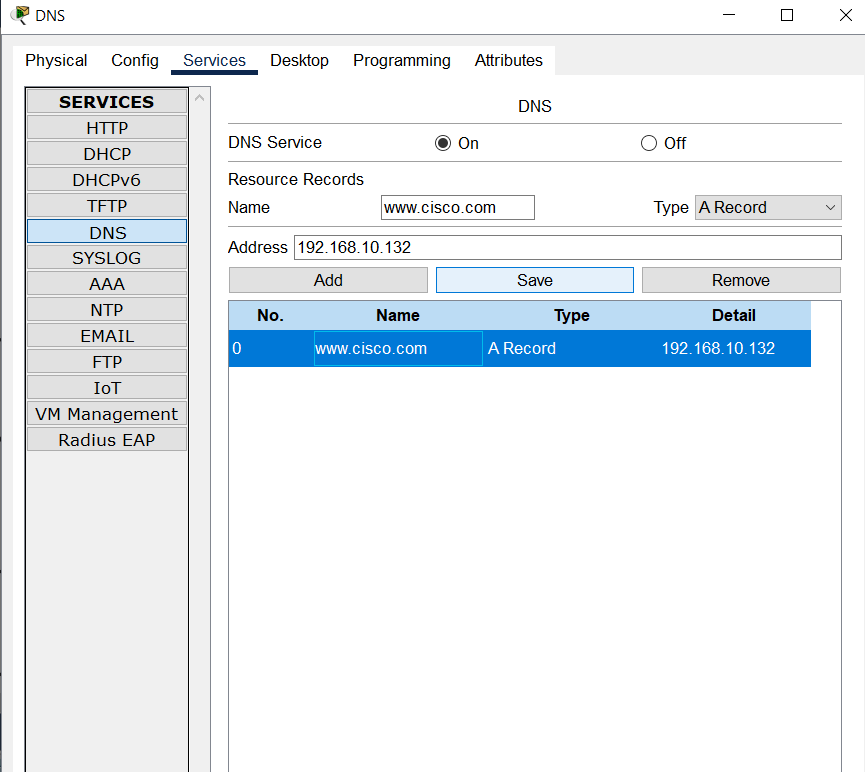 DNS
Physical Config Services Desktop Programming Attributes
SERVICES
HTTP
DHCP
DHCPv6
TFTP
DNS
SYSLOG
AAA
NTP
EMAIL
FTP
IoT
VM Management
Radius EAP
DNS
DNS Service On Off
Resource Records
Name www.cisco.com Type A Record
Address 192.168.10.132
Add Save Remove
No. Name Type Detail
0 www.cisco.com A Record 192.168.10.132